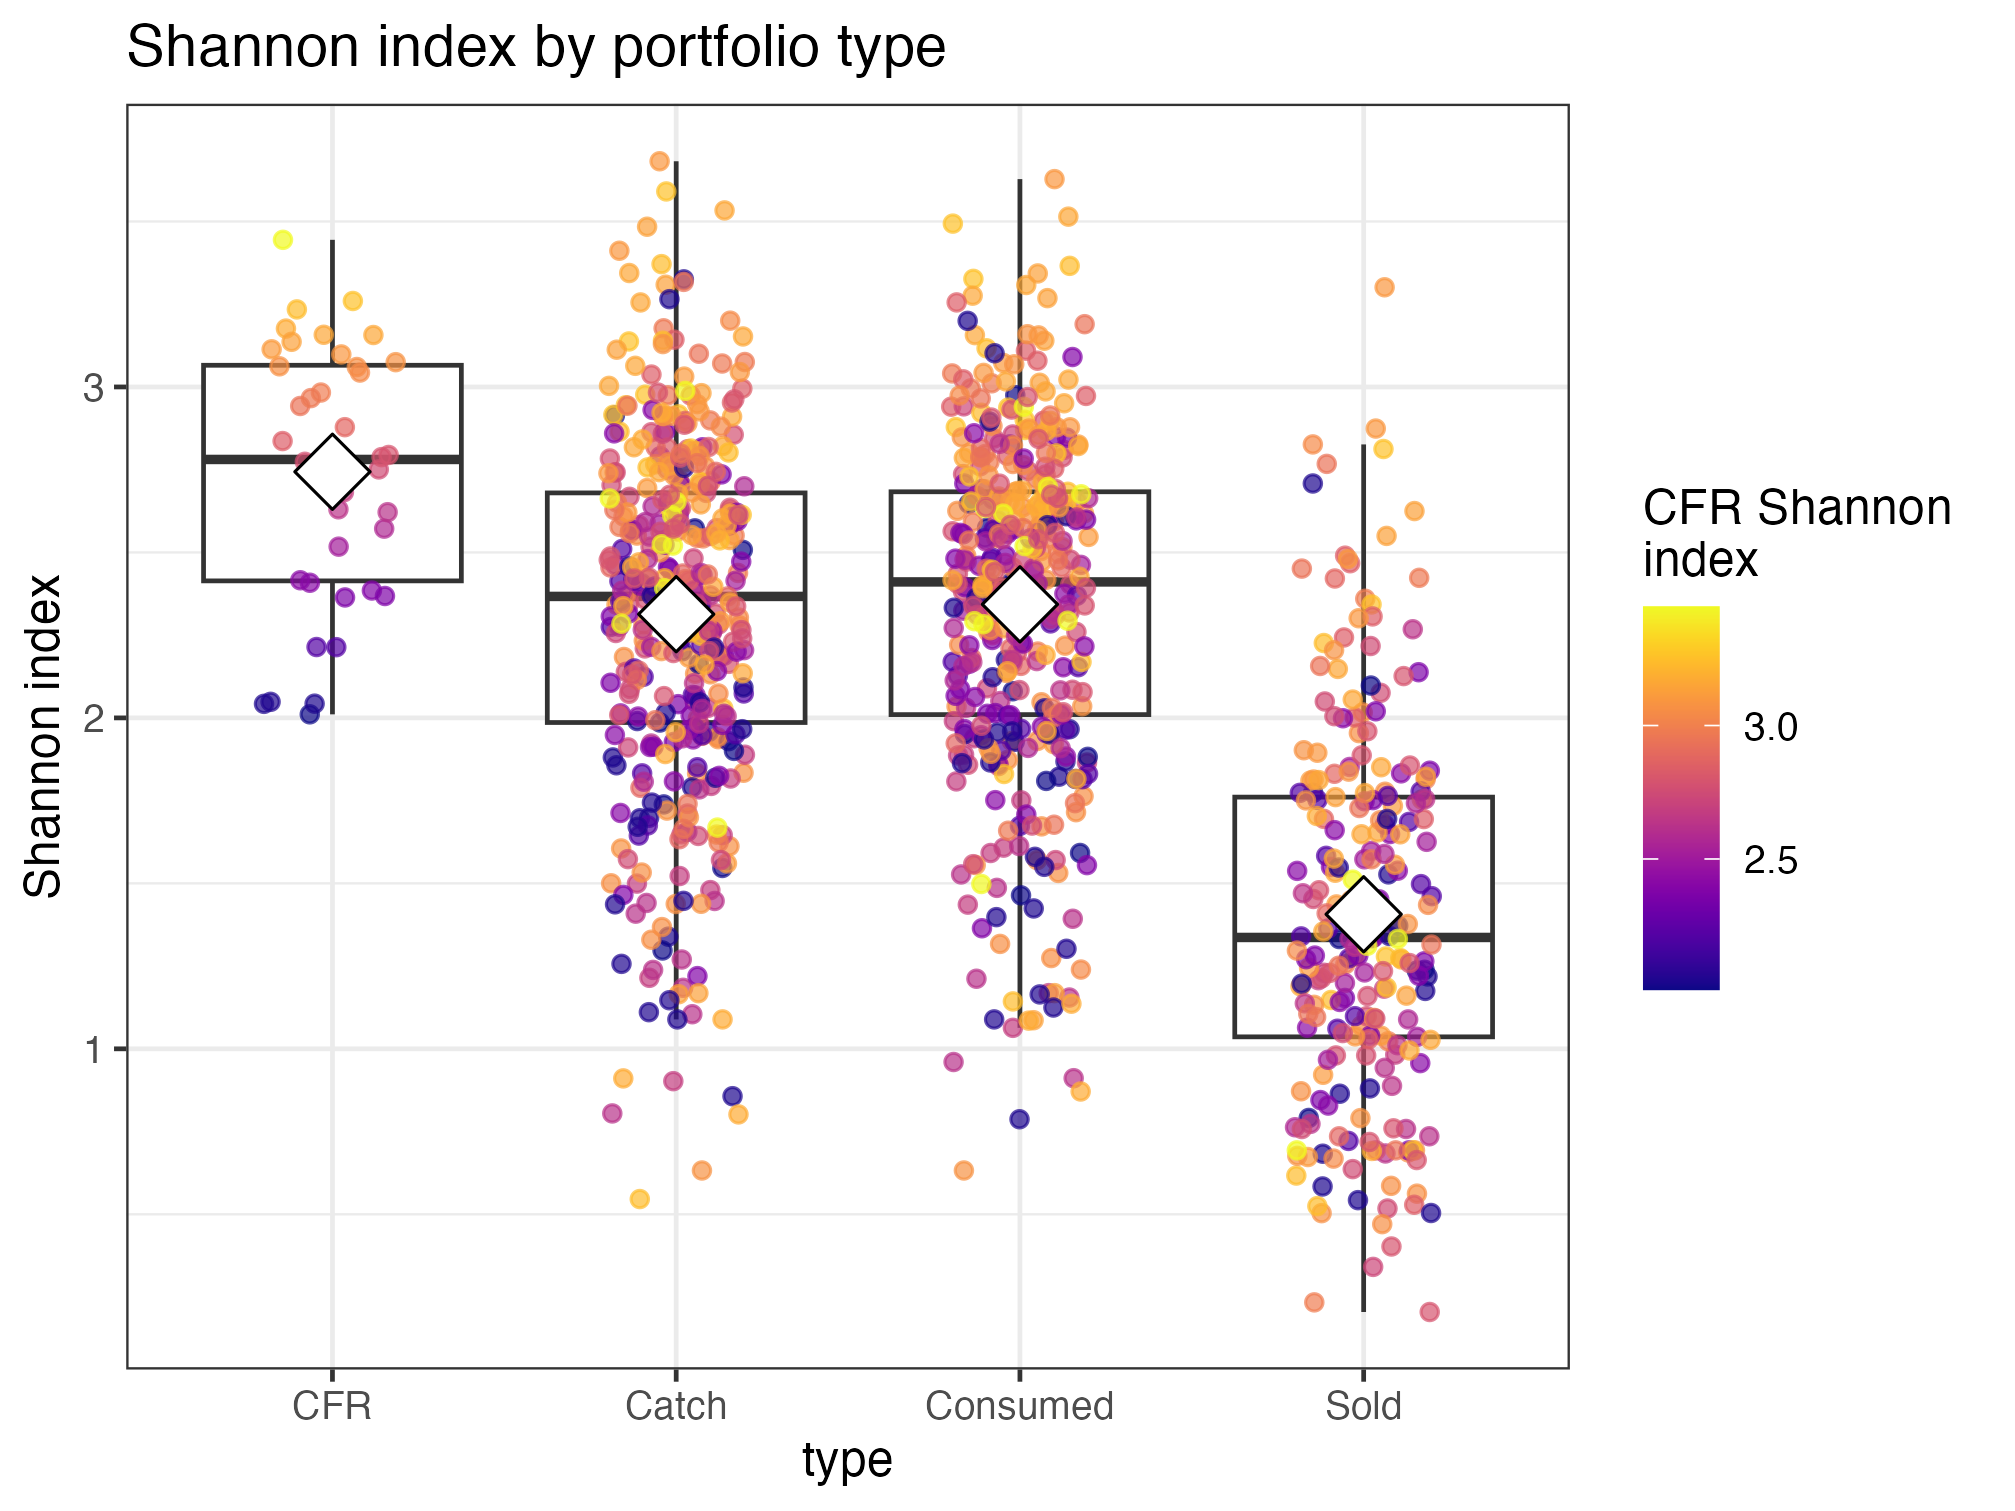 Shannon index by portfolio type
Shannon index
3
2
1
CFR
Catch
Consumed
Sold
type
CFR Shannon
index
3.0
2.5